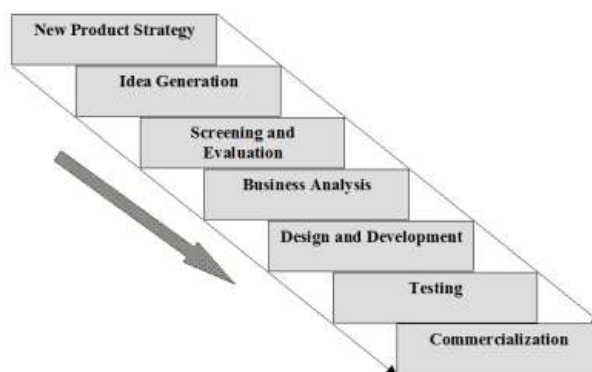 New Product Strategy
Idea Generation
Screening and
Evaluation
Business Analysis
Design and Development
Testing
Commercialization